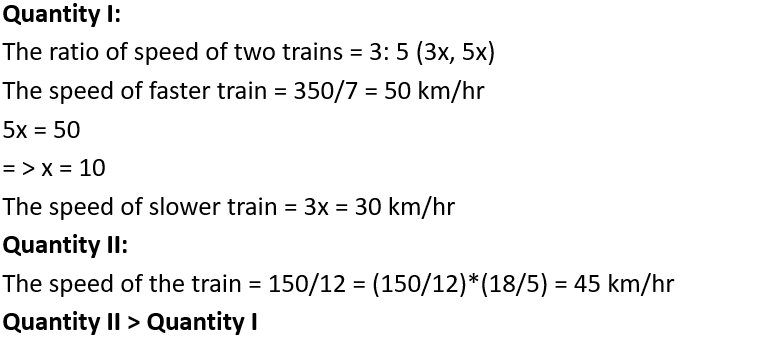 Quantity I:
The ratio of speed of two trains = 3: 5 (3x, 5x)
The speed of faster train = 350/7 = 50 km/hr
5x = 50
= > x = 10
The speed of slower train = 3x = 30 km/hr
Quantity II:
The speed of the train = 150/12 = (150/12)*(18/5) = 45 km/hr
Quantity II > Quantity I